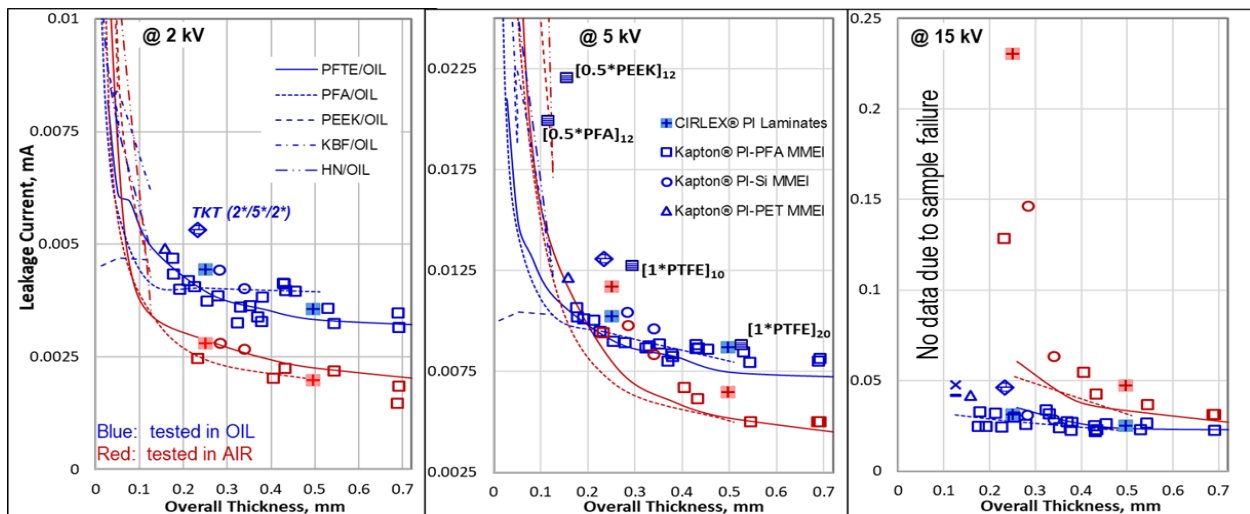 @ 2 kV
0.01
0.0075
0.005
0.0025
0
Leakage Current, mA
PFTE/OIL
PFA/OIL
PEEK/OIL
KBF/OIL
HN/OIL
TKT (2*/5*/2*)
Blue: tested in OIL
Red: tested in AIR
0 0.1 0.2 0.3 0.4 0.5 0.6 0.7
Overall Thickness, mm
@ 5 kV
0.0225
0.0175
0.0125
0.0075
0.0025
[0.5*PEEK]12
[0.5*PFA]12
CIRLEX® PI Laminates
Kapton® PI-PFA MMEI
Kapton® PI-Si MMEI
Kapton® PI-PET MMEI
[1*PTFE]10
[1*PTFE]20
0 0.1 0.2 0.3 0.4 0.5 0.6 0.7
Overall Thickness, mm
@ 15 kV
0.25
0.2
0.15
0.1
0.05
0
No data due to sample failure
0 0.1 0.2 0.3 0.4 0.5 0.6 0.7
Overall Thickness, mm